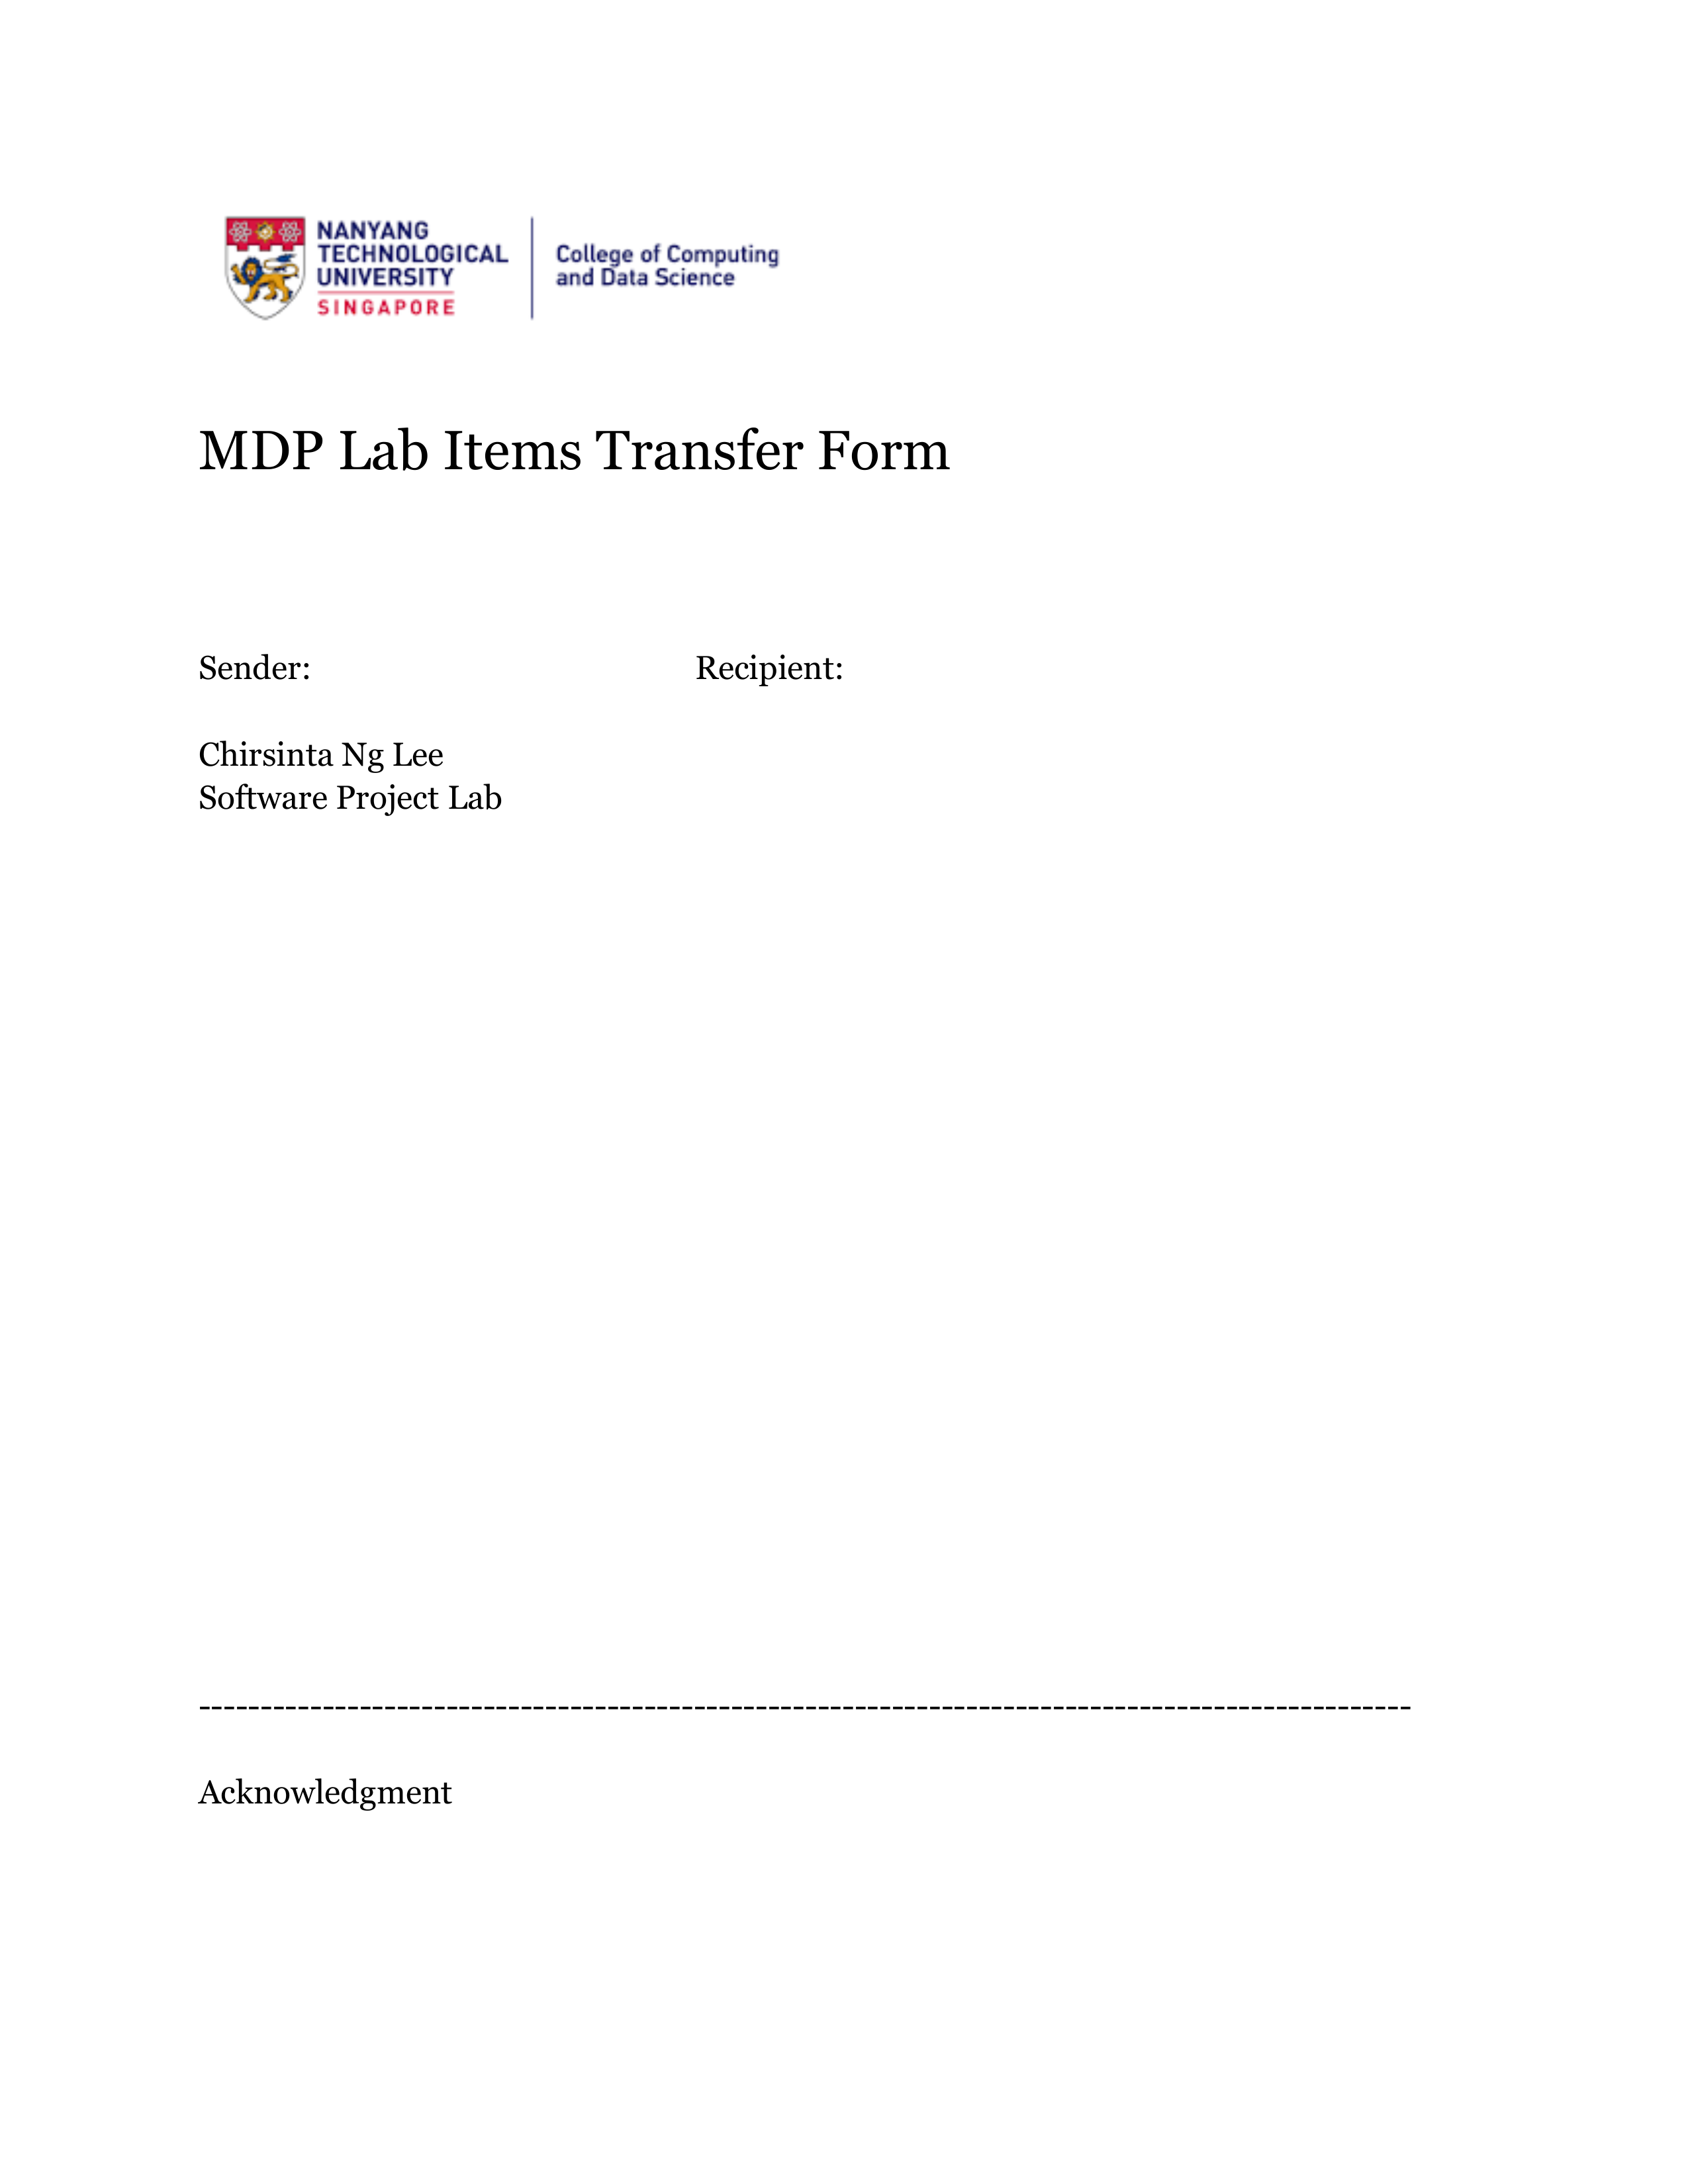 NANYANG
TECHNOLOGICAL
UNIVERSITY
SINGAPORE
College of Computing
and Data Science
MDP Lab Items Transfer Form
Sender: Recipient:
Chirsinta Ng Lee
Software Project Lab
--------------------------------------------------------------------------------------------------
Acknowledgment